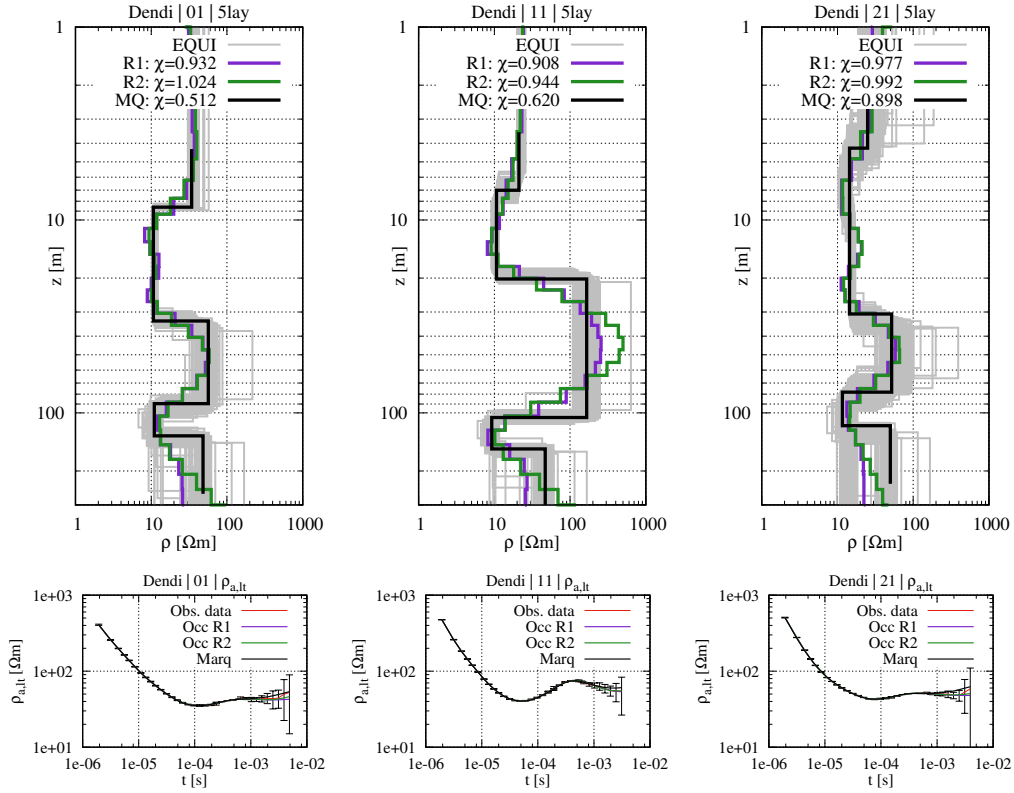 Dendi | 01 | 5lay
EQUI
R1: χ=0.932
R2: χ=1.024
MQ: χ=0.512
1
10
100
z [m]
1 10 100 1000
ρ [Ωm]
Dendi | 11 | 5lay
EQUI
R1: χ=0.908
R2: χ=0.944
MQ: χ=0.620
1
10
100
z [m]
1 10 100 1000
ρ [Ωm]
Dendi | 21 | 5lay
EQUI
R1: χ=0.977
R2: χ=0.992
MQ: χ=0.898
1
10
100
z [m]
1 10 100 1000
ρ [Ωm]
Dendi | 01 | ρa,lt
Obs. data
Occ R1
Occ R2
Marq
1e+03
1e+02
1e+01
ρa,lt [Ωm]
1e-06 1e-05 1e-04 1e-03 1e-02
t [s]
Dendi | 11 | ρa,lt
Obs. data
Occ R1
Occ R2
Marq
1e+03
1e+02
1e+01
ρa,lt [Ωm]
1e-06 1e-05 1e-04 1e-03 1e-02
t [s]
Dendi | 21 | ρa,lt
Obs. data
Occ R1
Occ R2
Marq
1e+03
1e+02
1e+01
ρa,lt [Ωm]
1e-06 1e-05 1e-04 1e-03 1e-02
t [s]